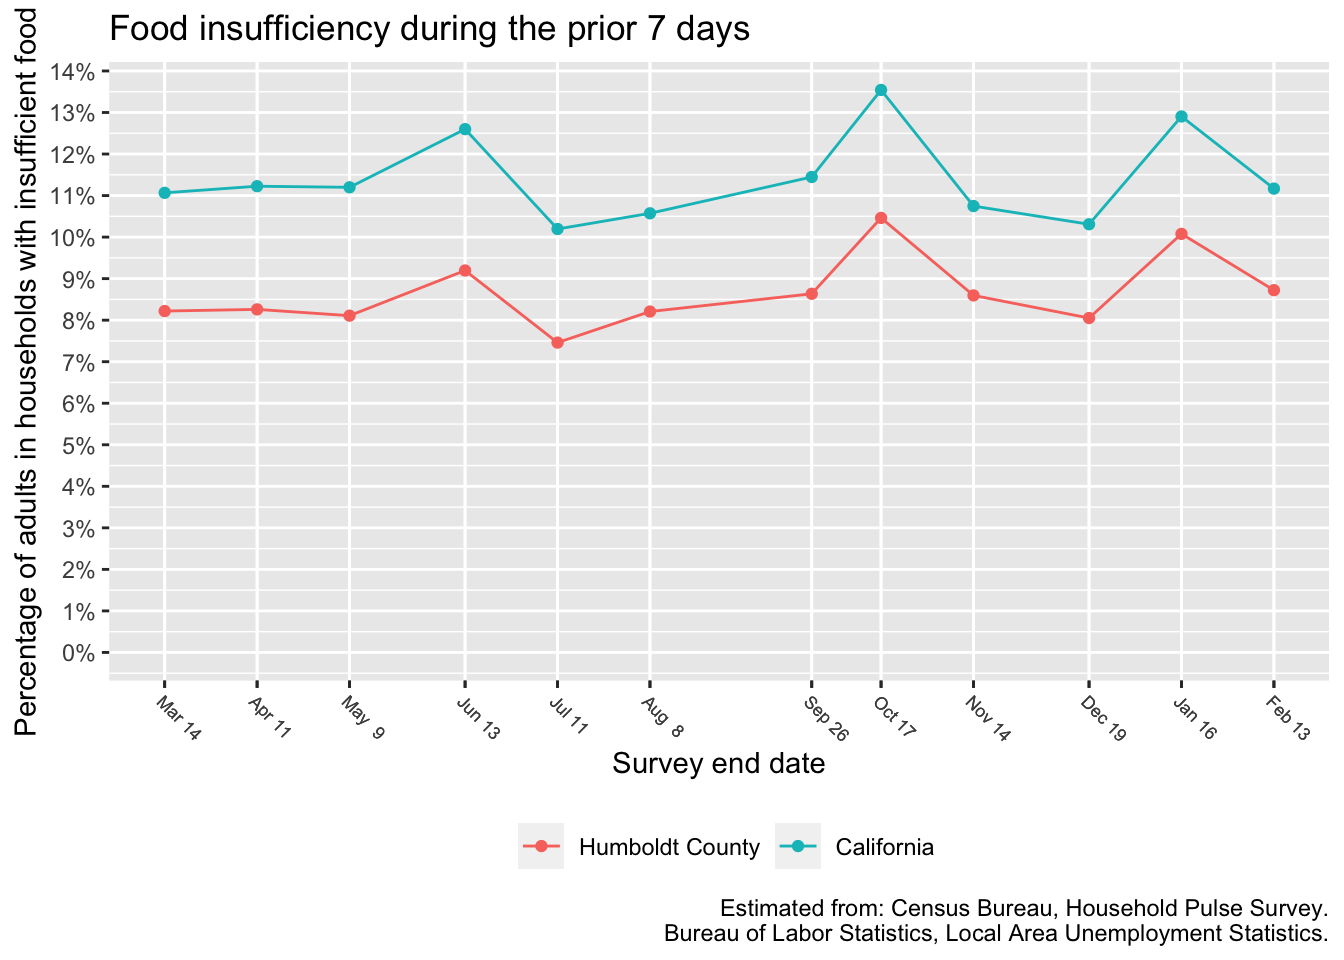 Food insufficiency during the prior 7 days
Percentage of adults in households with insufficient food
14%
13%
12%
11%
10%
9%
8%
7%
6%
5%
4%
3%
2%
1%
0%
Mar 14
Apr 11
May  9
Jun 13
Jul 11
Aug  8
Sep 26
Oct 17
Nov 14
Dec 19
Jan 16
Feb 13
Survey end date
Humboldt County
California
Estimated from: Census Bureau, Household Pulse Survey.
Bureau of Labor Statistics, Local Area Unemployment Statistics.